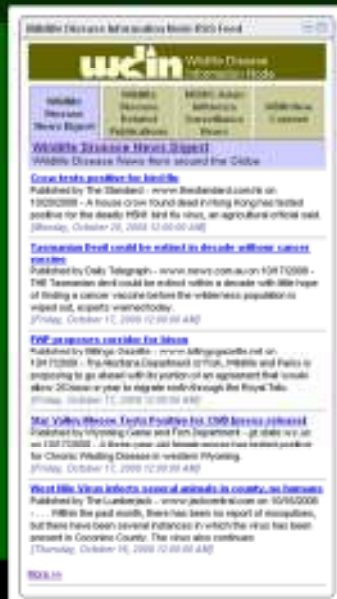 Wildlife Disease Information Node RSS Feed
wdin Wildlife Disease
Information Node
Wildlife
Disease
News Digest
Wildlife
Disease
Related
Publications
Surveillance
News
Wildlife Disease News Digest
Wildlife Disease News from around the Globe
Crow tests positive for bird flu
Published by The Standard - www.thestandard.com.hk on
10/20/2008 - A house crow found dead in Hong Kong has tested
positive for the deadly H5N1 bird flu virus, an agricultural official said.
[Monday, October 20, 2008 12:00:00 AM]
Tasmanian Devil could be extinct in decade without cancer
vaccine
Published by Daily Telegraph - www.news.com.au on 10/17/2008 -
THE Tasmanian devil could be extinct within a decade with little hope
of finding a cancer vaccine before the wilderness population is
wiped out, experts warned today.
[Friday, October 17, 2008 12:00:00 AM]
FWP proposes corridor for bison
Published by Billings Gazette - www.billingsgazette.net on
10/17/2008 - The Montana Department of Fish, Wildlife and Parks is
proposing to go ahead with its portion of an agreement that would
allow 25 bison a year to migrate north through the Royal Teton
[Friday, October 17, 2008 12:00:00 AM]
Star Valley Moose Tests Positive for CWD [press release]
Published by Wyoming Game and Fish Department - gf.state.wy.us
on 10/17/2008 - A three-year-old female moose has tested positive
for Chronic Wasting Disease in western Wyoming.
[Friday, October 17, 2008 12:00:00 AM]
West Nile Virus infects several animals in county, no humans
Published by The Lumberjack - www.jackcentral.com on 10/16/2008
- . . . Within the past month, there has been no report of mosquitoes,
but there have been several instances in which the virus has been
present in Coconino County. The virus also continues
[Thursday, October 16, 2008 12:00:00 AM]
More >>